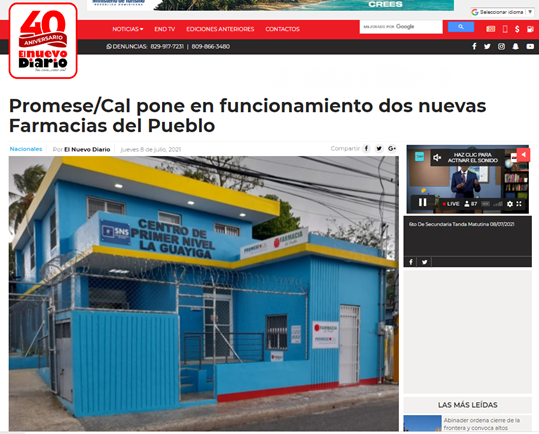 CREES
Seleccionar idioma
40
ANIVERSARIO
El nuevo
Diario
NOTICIAS
END TV
EDICIONES ANTERIORES
CONTACTOS
Google
DENUNCIAS: 829-917-7231 | 809-866-3480
Promese/Cal pone en funcionamiento dos nuevas
Farmacias del Pueblo
Nacionales
Por El Nuevo Diario
jueves 8 de julio, 2021
Compartir
SNS
CENTRO DE
PRIMER NIVEL
LA GUAYIGA
FARMACIA
FARMACIA
HAZ CLIC PARA
ACTIVAR EL SONIDO
LIVE
87
6to De Secundaria Tanda Matutina 08/07/2021
LAS MÁS LEÍDAS
Abinader ordena cierre de la
frontera y convoca altos